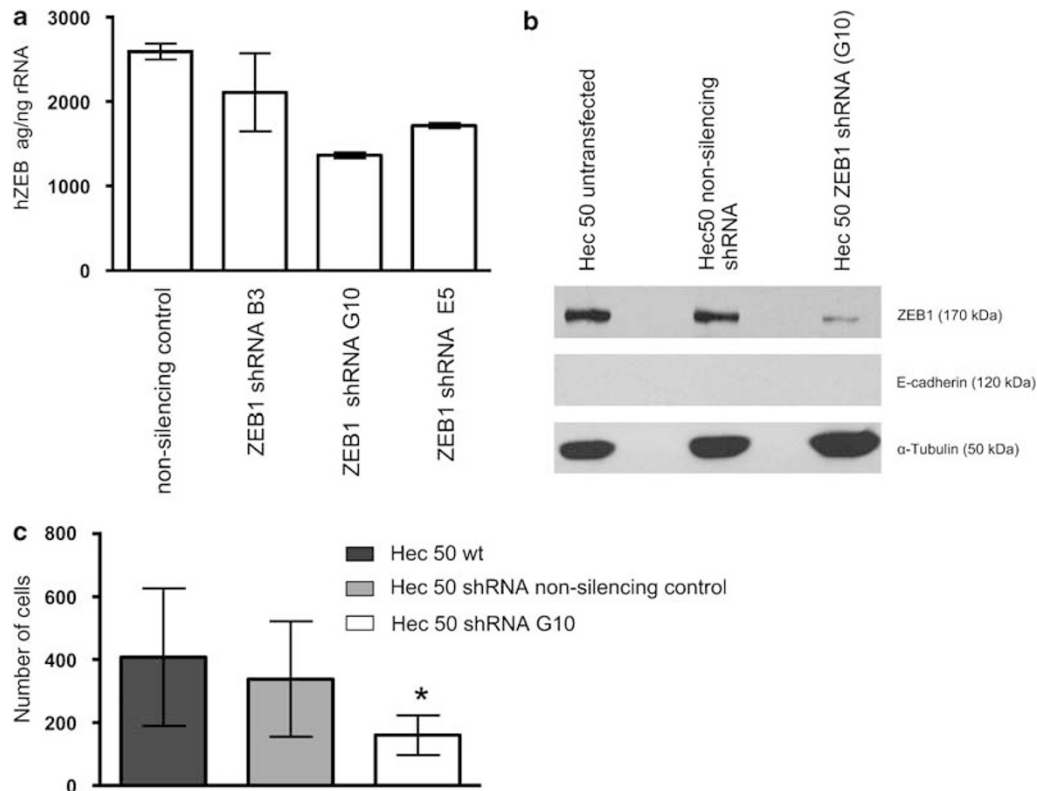 a
3000
2000
1000
0
hZEB ag/ng rRNA
non-silencing control
ZEB1 shRNA B3
ZEB1 shRNA G10
ZEB1 shRNA E5
b
Hec 50 untransfected
Hec50 non-silencing
shRNA
Hec 50 ZEB1 shRNA (G10)
ZEB1 (170 kDa)
E-cadherin (120 kDa)
α-Tubulin (50 kDa)
c
800
600
400
200
0
Number of cells
Hec 50 wt
Hec 50 shRNA non-silencing control
Hec 50 shRNA G10
*